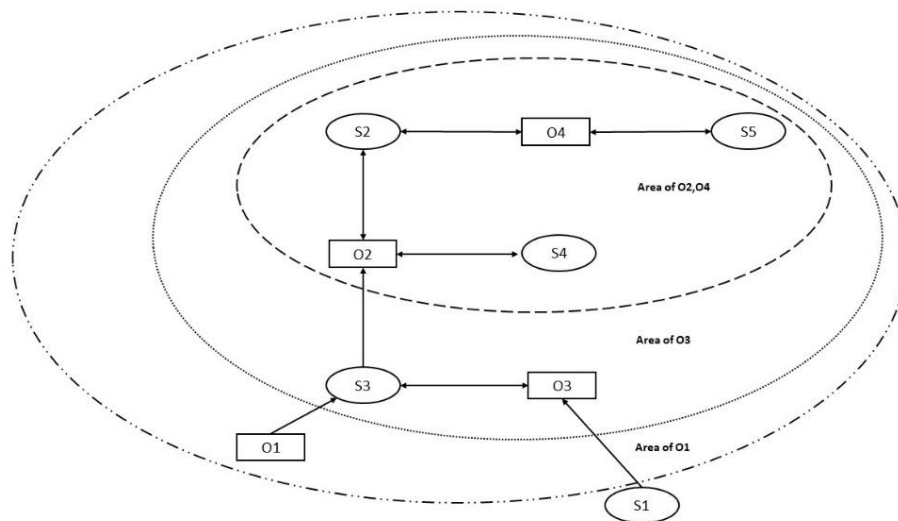 S2
O4
S5
Area of O2,O4
O2
S4
Area of O3
S3
O3
O1
Area of O1
S1